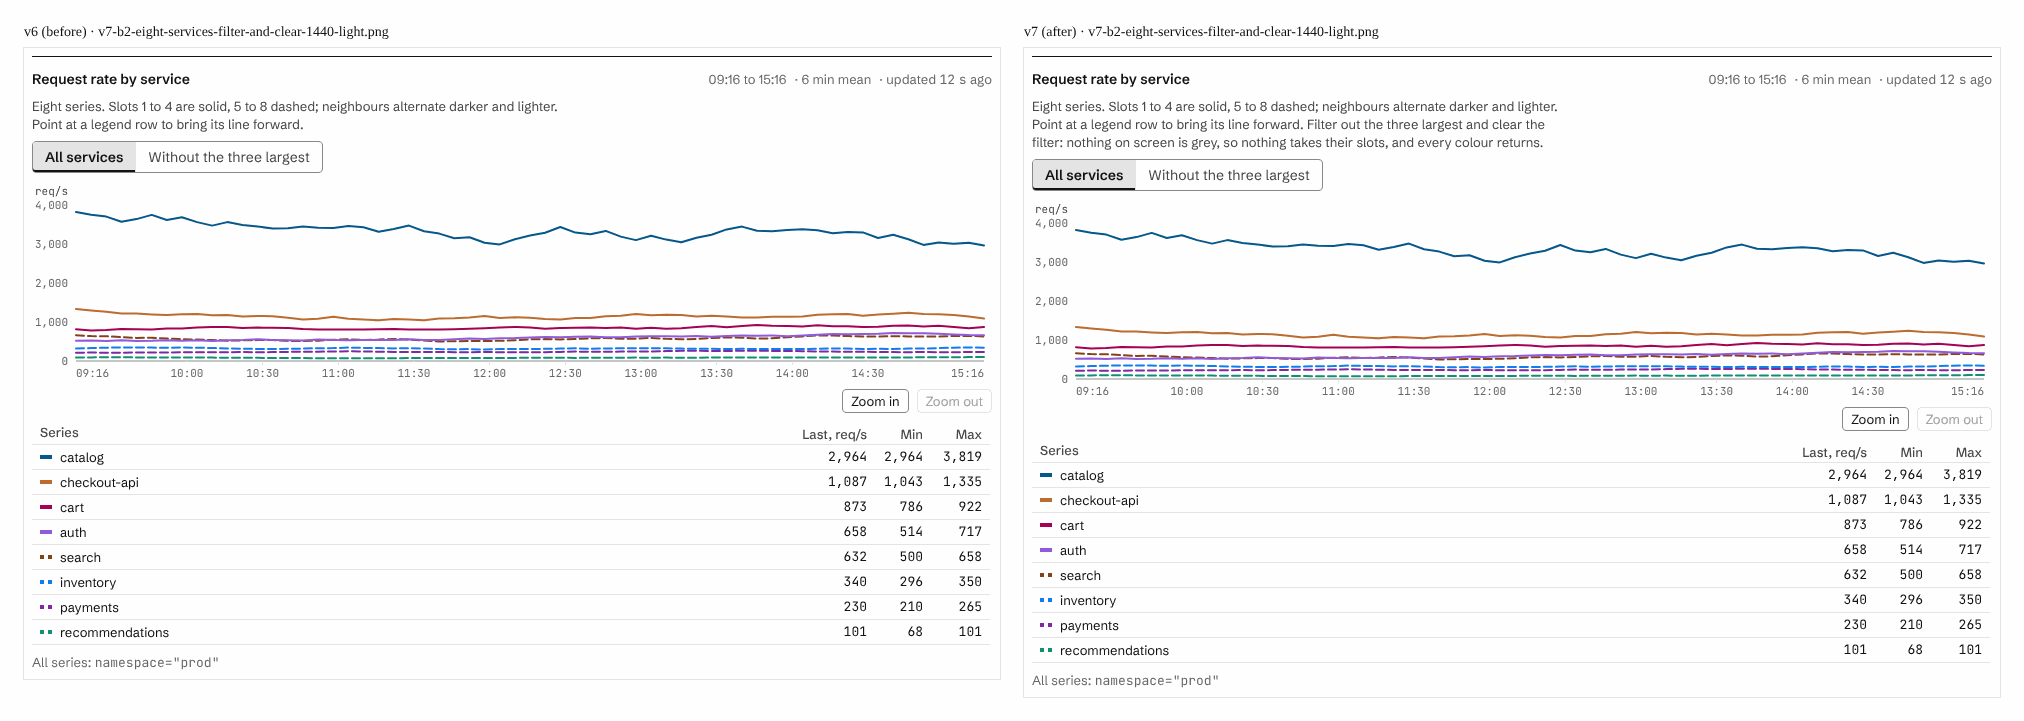 v6 (before) · v7-b2-eight-services-filter-and-clear-1440-light.png
Request rate by service
09:16 to 15:16 · 6 min mean · updated 12 s ago
Eight series. Slots 1 to 4 are solid, 5 to 8 dashed; neighbours alternate darker and lighter.
Point at a legend row to bring its line forward.
All services Without the three largest
req/s
4,000
3,000
2,000
1,000
0
09:16 10:00 10:30 11:00 11:30 12:00 12:30 13:00 13:30 14:00 14:30 15:16
Zoom in Zoom out
Series Last, req/s Min Max
catalog 2,964 2,964 3,819
checkout-api 1,087 1,043 1,335
cart 873 786 922
auth 658 514 717
search 632 500 658
inventory 340 296 350
payments 230 210 265
recommendations 101 68 101
All series: namespace="prod"
v7 (after) · v7-b2-eight-services-filter-and-clear-1440-light.png
Request rate by service
09:16 to 15:16 · 6 min mean · updated 12 s ago
Eight series. Slots 1 to 4 are solid, 5 to 8 dashed; neighbours alternate darker and lighter.
Point at a legend row to bring its line forward. Filter out the three largest and clear the
filter: nothing on screen is grey, so nothing takes their slots, and every colour returns.
All services Without the three largest
req/s
4,000
3,000
2,000
1,000
0
09:16 10:00 10:30 11:00 11:30 12:00 12:30 13:00 13:30 14:00 14:30 15:16
Zoom in Zoom out
Series Last, req/s Min Max
catalog 2,964 2,964 3,819
checkout-api 1,087 1,043 1,335
cart 873 786 922
auth 658 514 717
search 632 500 658
inventory 340 296 350
payments 230 210 265
recommendations 101 68 101
All series: namespace="prod"